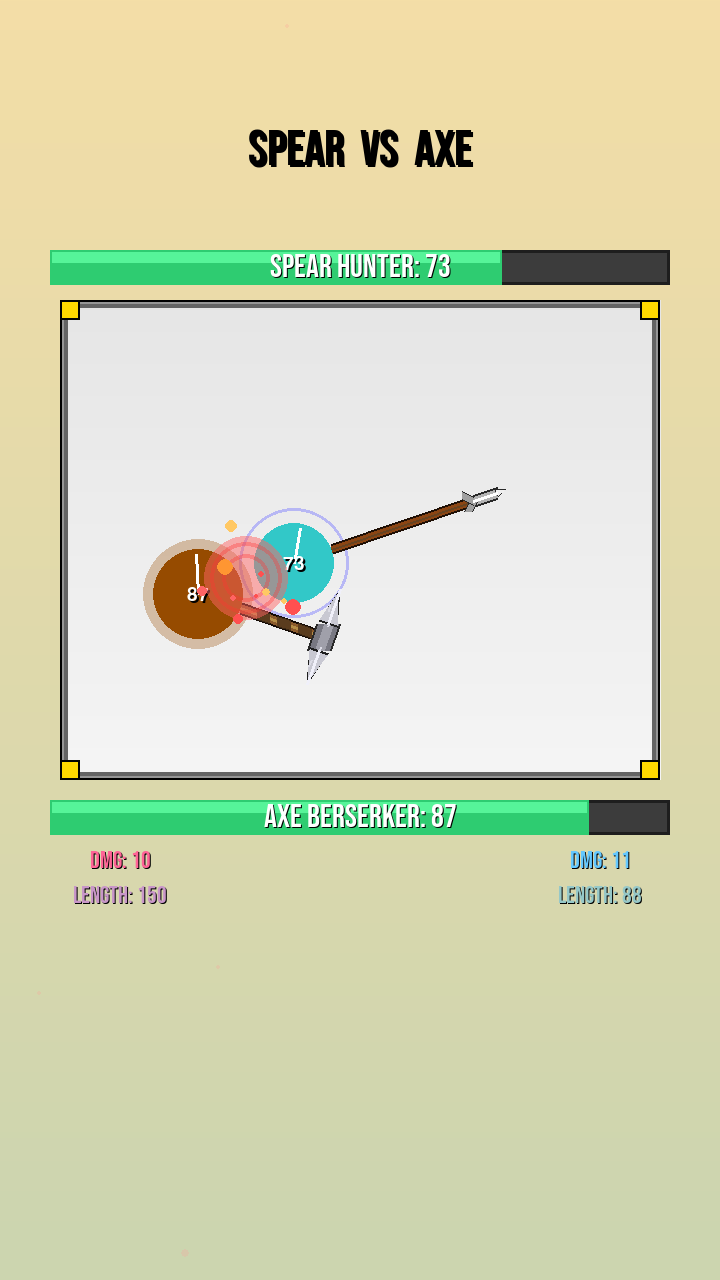 SPEAR VS AXE
SPEAR HUNTER: 73
73
87
AXE BERSERKER: 87
DMG: 10
DMG: 11
LENGTH: 150
LENGTH: 88